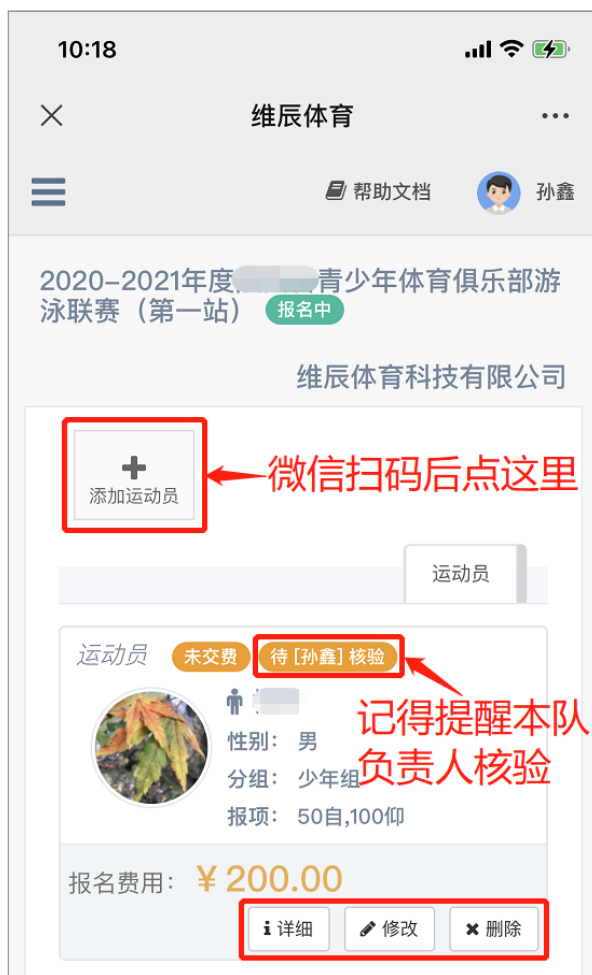 10:18
维辰体育
帮助文档 孙鑫
2020-2021年度 青少年体育俱乐部游
泳联赛（第一站） 报名中
维辰体育科技有限公司
添加运动员
微信扫码后点这里
运动员
运动员 未交费 待 [孙鑫] 核验
记得提醒本队
负责人核验
性别： 男
分组： 少年组
报项： 50自,100仰
报名费用： ￥200.00
详细 修改 删除